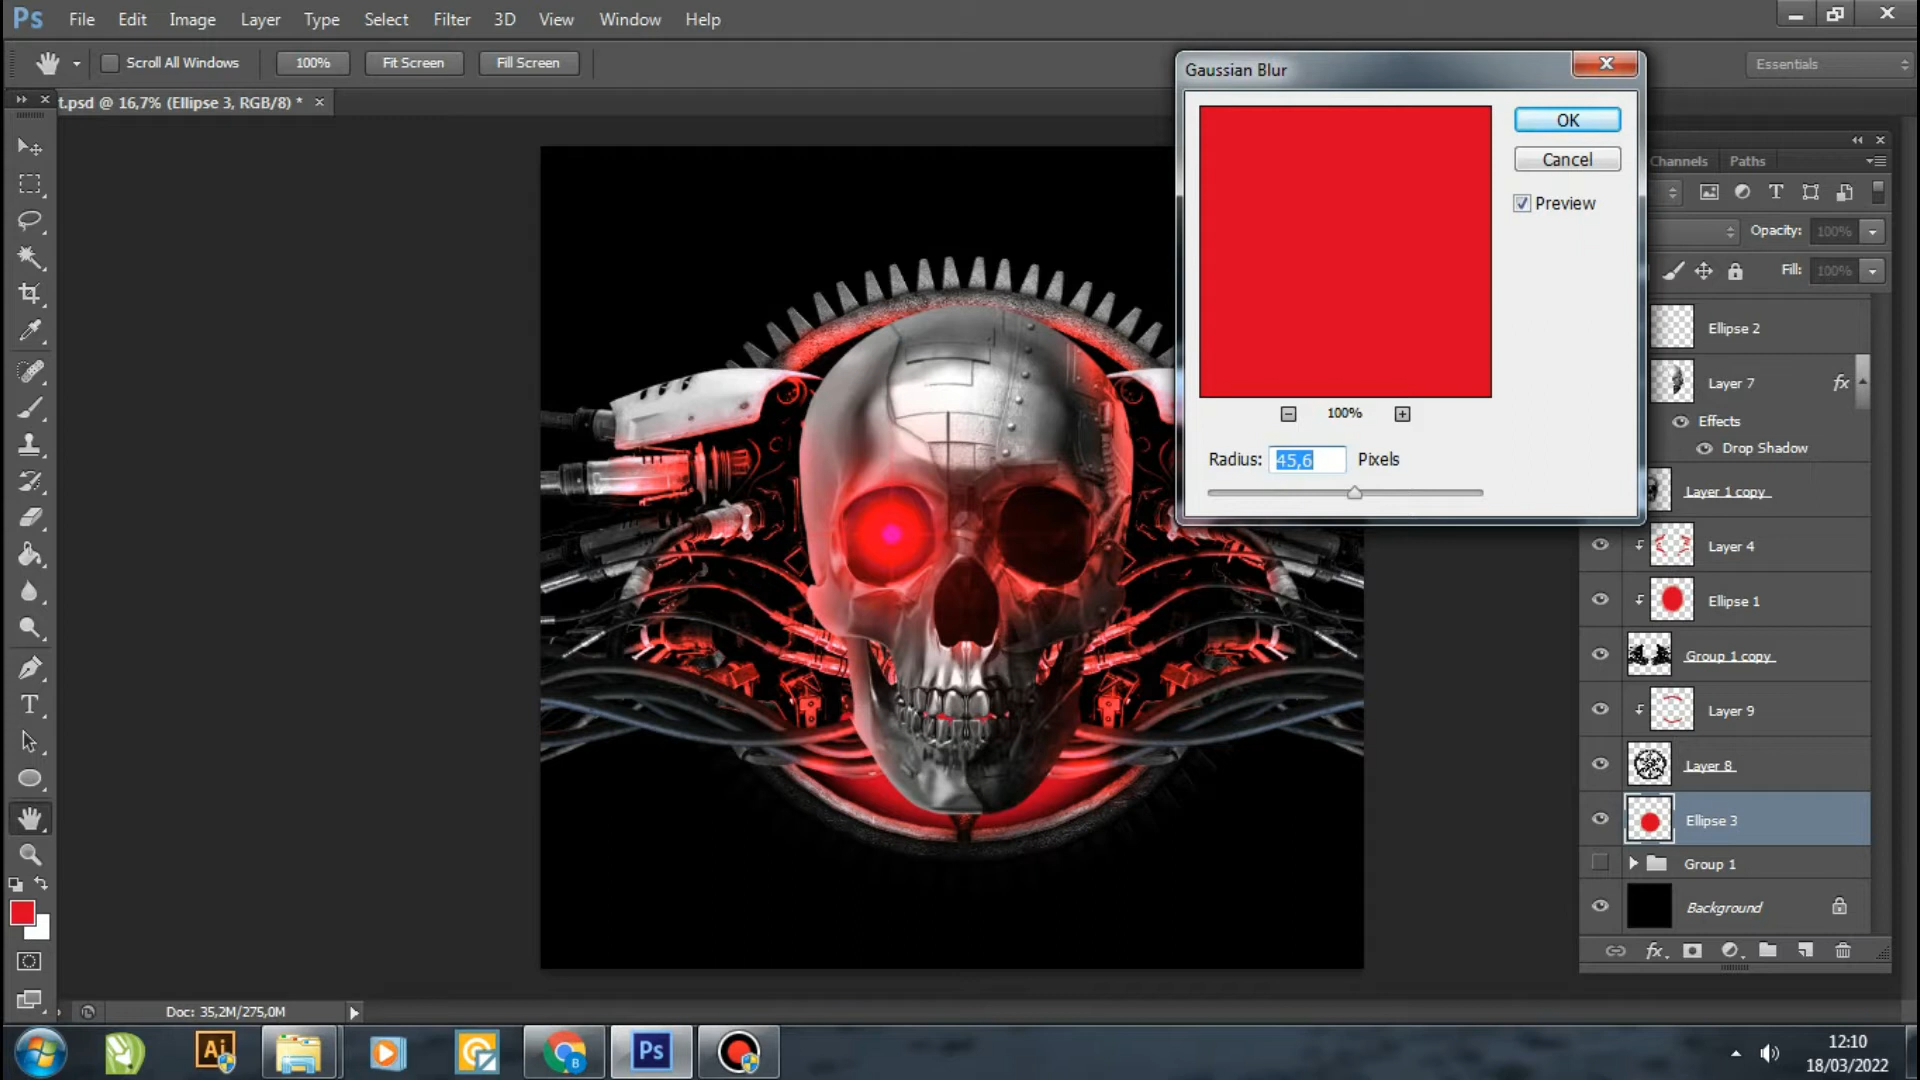 Ps File Edit Image Layer Type Select Filter 3D View Window Help
Scroll All Windows 100% Fit Screen Fill Screen
Essentials
t.psd @ 16,7% (Ellipse 3, RGB/8) * ×
Gaussian Blur
OK
Cancel
Preview
100%
Radius: 45,6 Pixels
Channels Paths
Opacity: 100%
Fill: 100%
Ellipse 2
Layer 7 fx
Effects
Drop Shadow
Layer 1 copy
Layer 4
Ellipse 1
Group 1 copy
Layer 9
Layer 8
Ellipse 3
Group 1
Background
fx
T
Doc: 35,2M/275,0M
Ai
B
Ps
12:10
18/03/2022